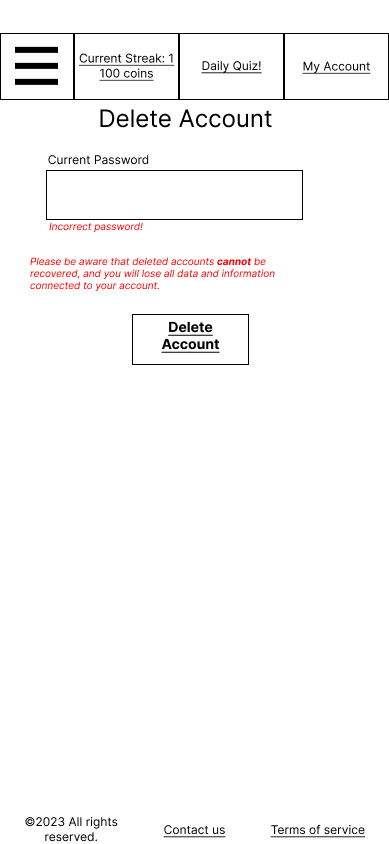 Current Streak: 1
100 coins
Daily Quiz!
My Account
Delete Account
Current Password
Incorrect password!
Please be aware that deleted accounts cannot be
recovered, and you will lose all data and information
connected to your account.
Delete
Account
©2023 All rights
reserved.
Contact us
Terms of service